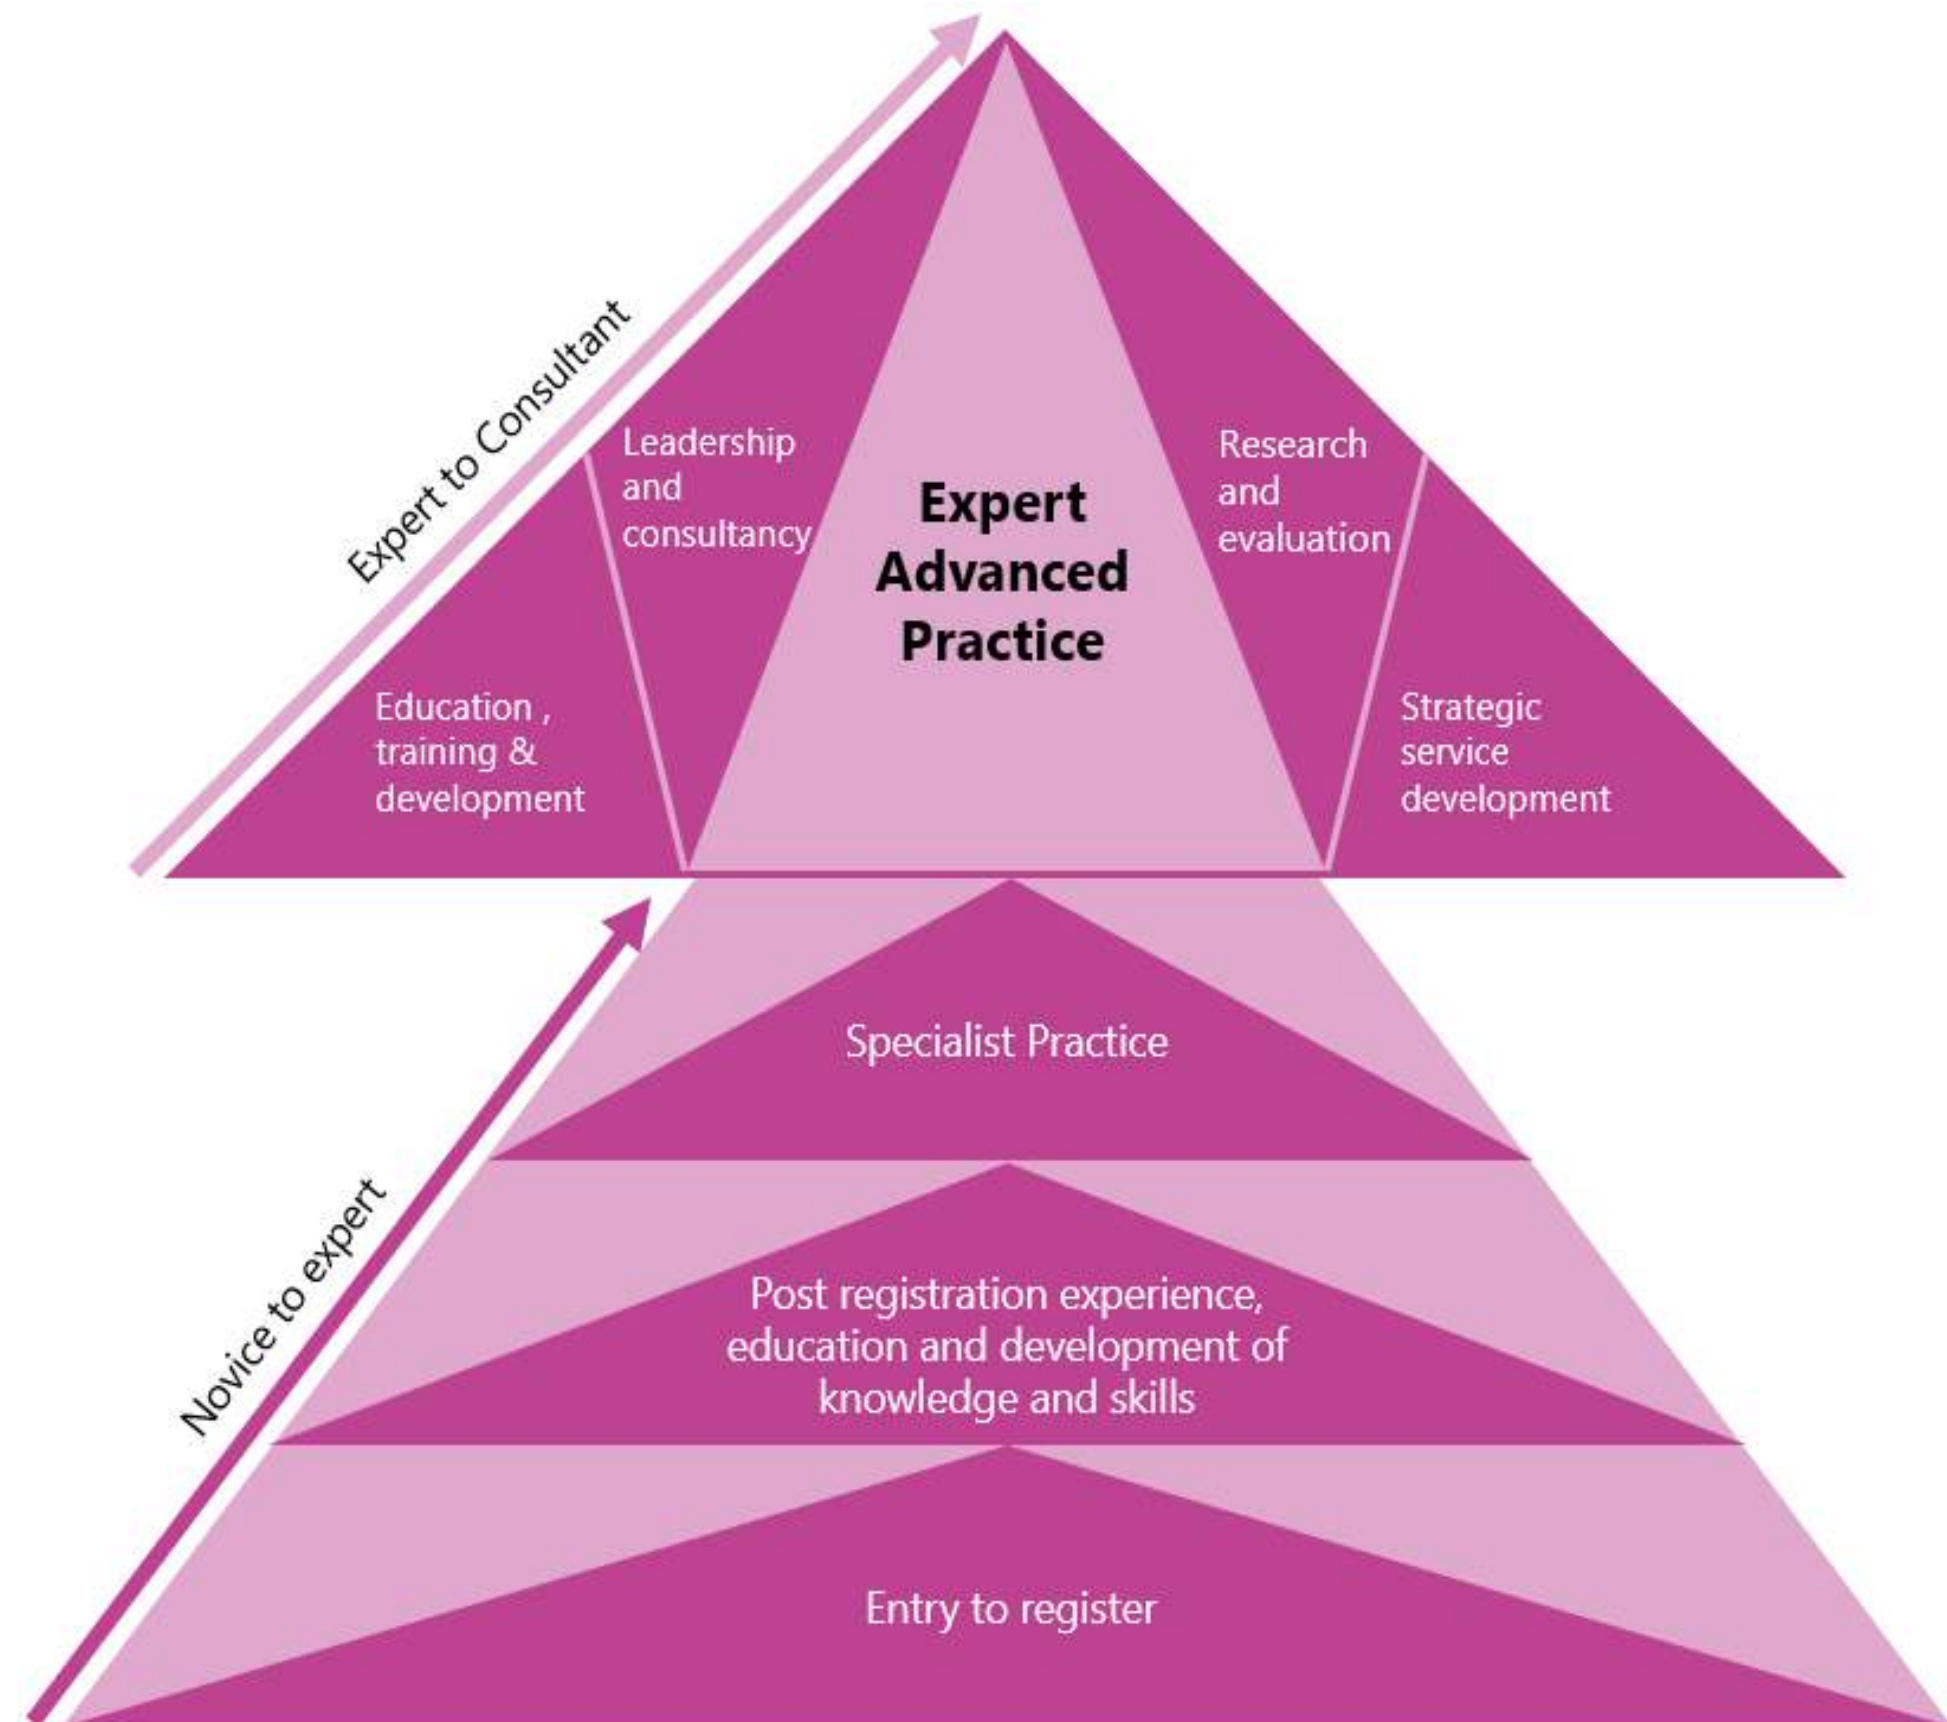 Expert to Consultant
Leadership
and
consultancy
Expert
Advanced
Practice
Research
and
evaluation
Education ,
training &
development
Strategic
service
development
Novice to expert
Specialist Practice
Post registration experience,
education and development of
knowledge and skills
Entry to register